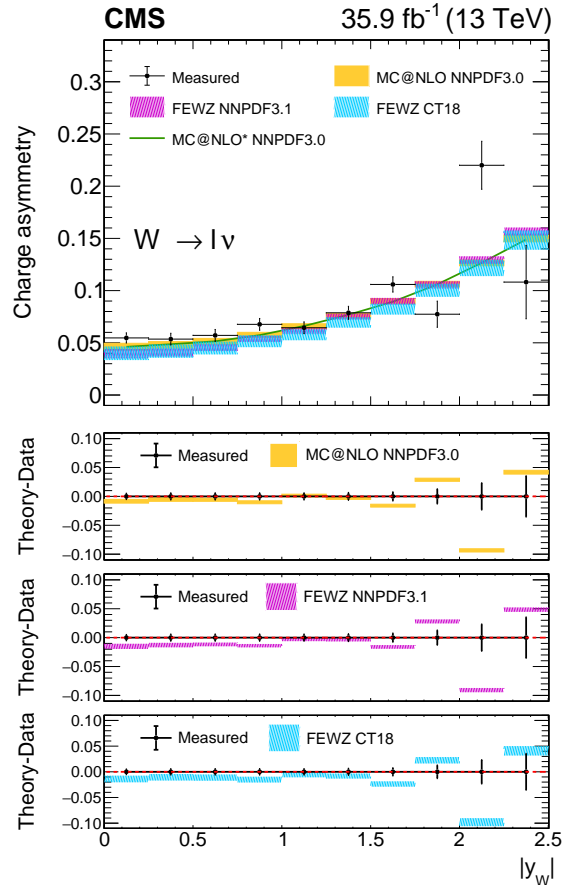 CMS 35.9 fb⁻¹ (13 TeV)
Charge asymmetry
0.3
0.25
0.2
0.15
0.1
0.05
0
Measured MC@NLO NNPDF3.0
FEWZ NNPDF3.1 FEWZ CT18
MC@NLO* NNPDF3.0
W → lν
Theory-Data
0.10
0.05
0.00
−0.05
−0.10
Measured MC@NLO NNPDF3.0
Theory-Data
0.10
0.05
0.00
−0.05
−0.10
Measured FEWZ NNPDF3.1
Theory-Data
0.10
0.05
0.00
−0.05
−0.10
Measured FEWZ CT18
0 0.5 1 1.5 2 2.5
|y_W|